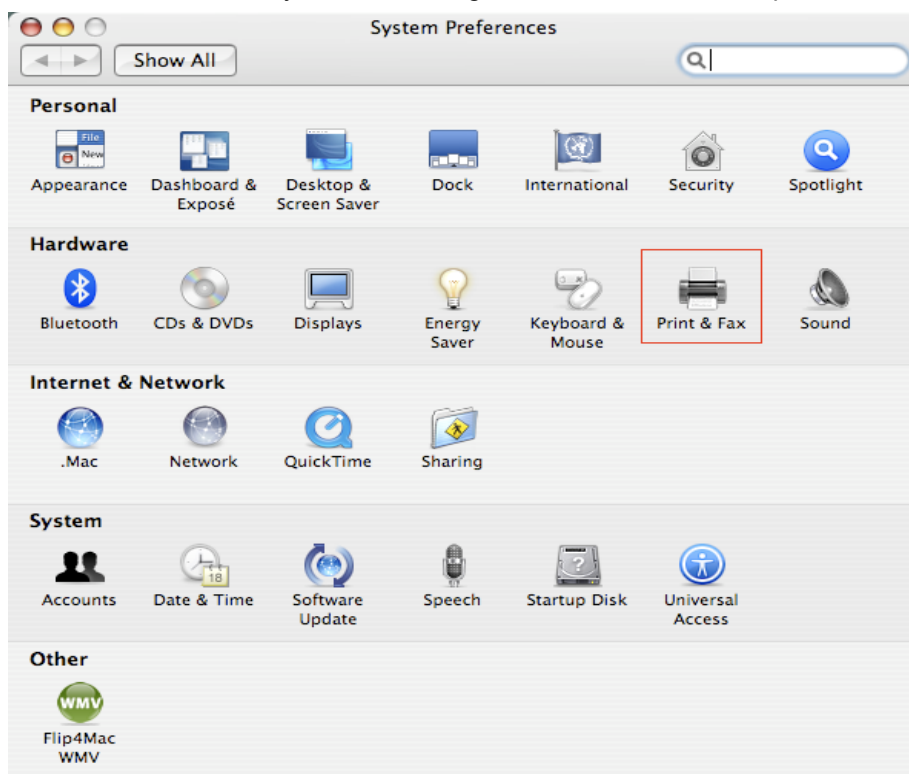 System Preferences
Show All
Personal
File
New
Appearance
Dashboard &
Exposé
Desktop &
Screen Saver
Dock
International
Security
Spotlight
Hardware
Bluetooth
CDs & DVDs
Displays
Energy
Saver
Keyboard &
Mouse
Print & Fax
Sound
Internet & Network
.Mac
Network
QuickTime
Sharing
System
18
?
Accounts
Date & Time
Software
Update
Speech
Startup Disk
Universal
Access
Other
WMV
Flip4Mac
WMV